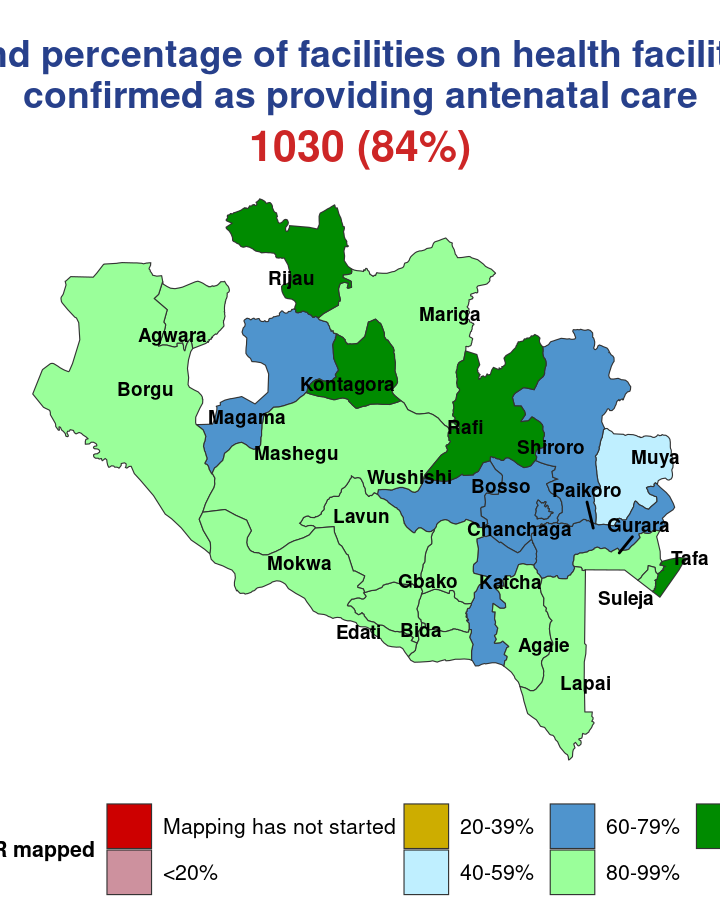 percentage of facilities on health
confirmed as providing antenatal care
1030 (84%)
Rijau
Mariga
Agwara
Kontagora
Borgu
Magama
Rafi
Mashegu
Shiroro
Muya
Wushishi
Bosso
Paikoro
Lavun
Chanchaga
Gurara
Mokwa
Tafa
Gbako
Katcha
Suleja
Edati
Bida
Agaie
Lapai
Mapping has not started
20-39%
60-79%
mapped
<20%
40-59%
80-99%